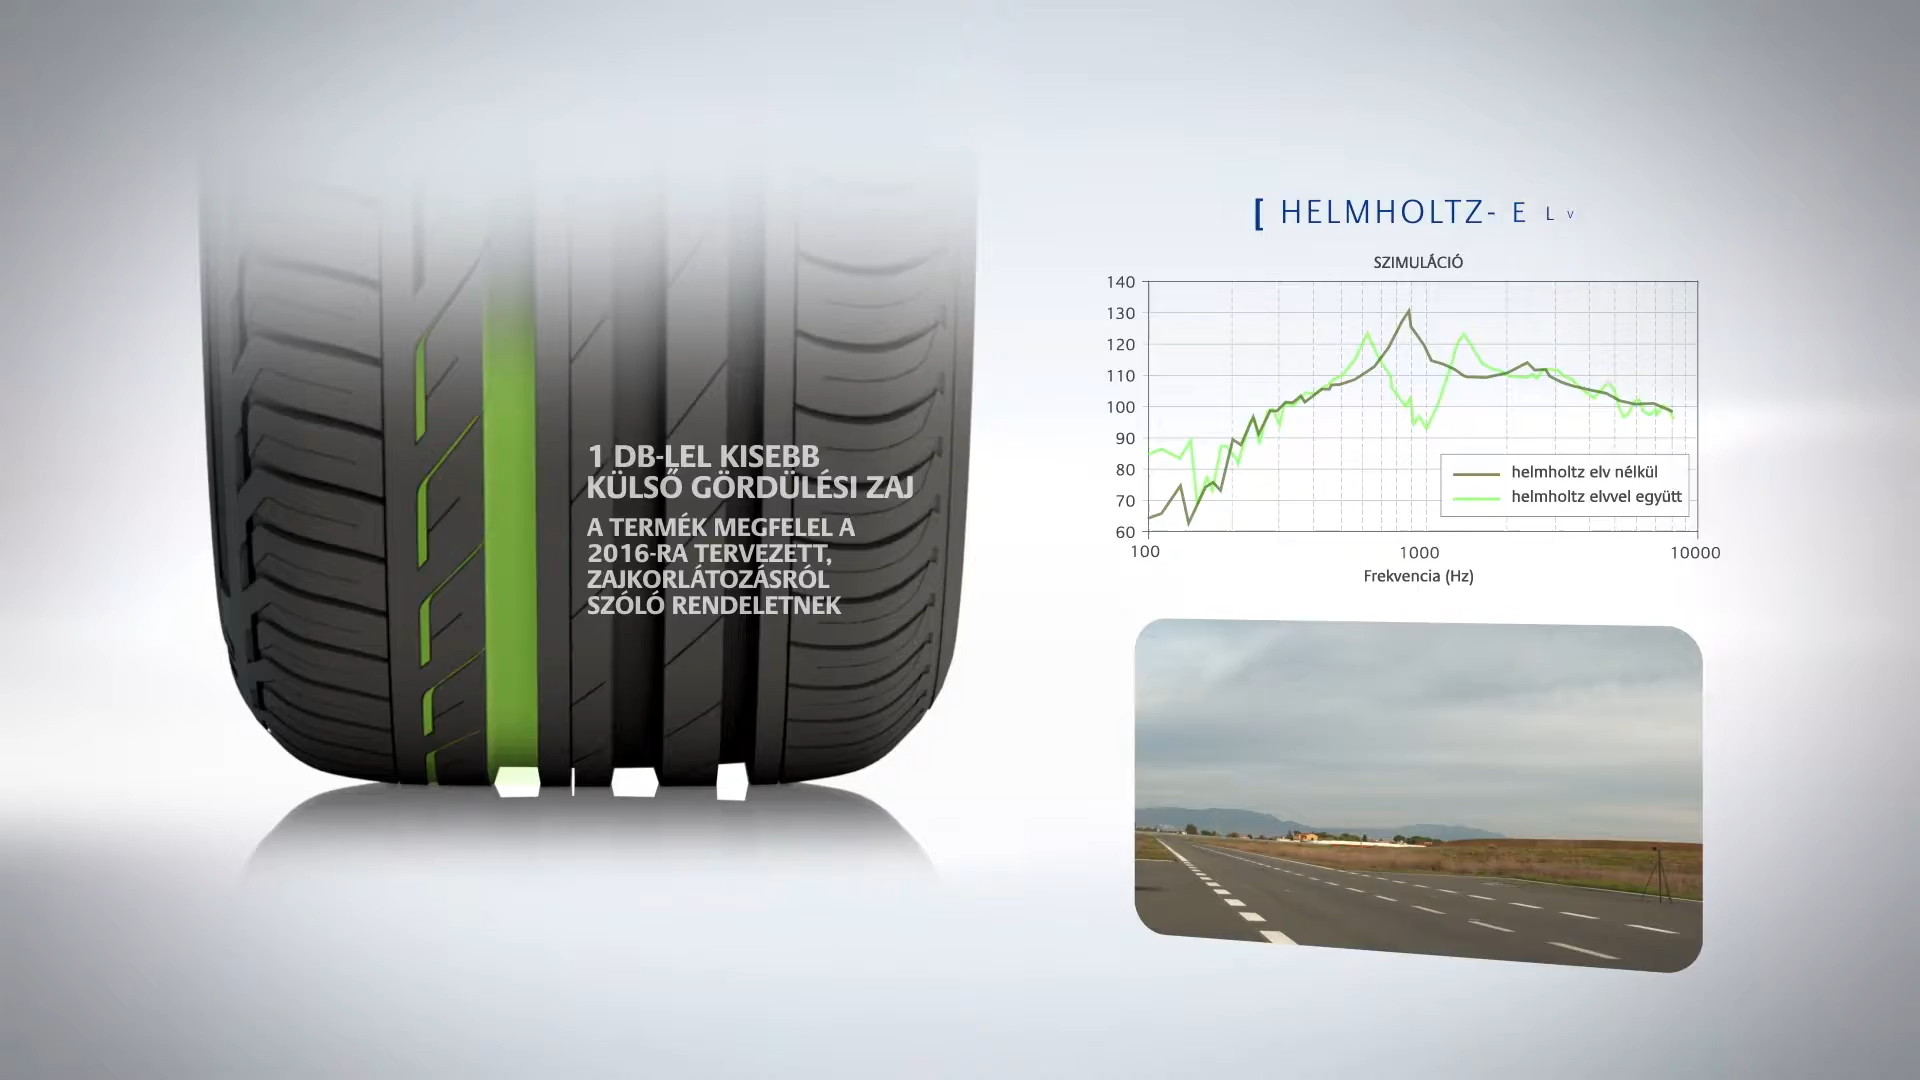 1 DB-LEL KISEBB
KÜLSŐ GÖRDÜLÉSI ZAJ
A TERMÉK MEGFELEL A
2016-RA TERVEZETT,
ZAJKORLÁTOZÁSRÓL
SZÓLÓ RENDELETNEK
[ HELMHOLTZ- E L V
SZIMULÁCIÓ
140
130
120
110
100
90
80
70
60
100 1000 10000
Frekvencia (Hz)
helmholtz elv nélkül
helmholtz elvvel együtt